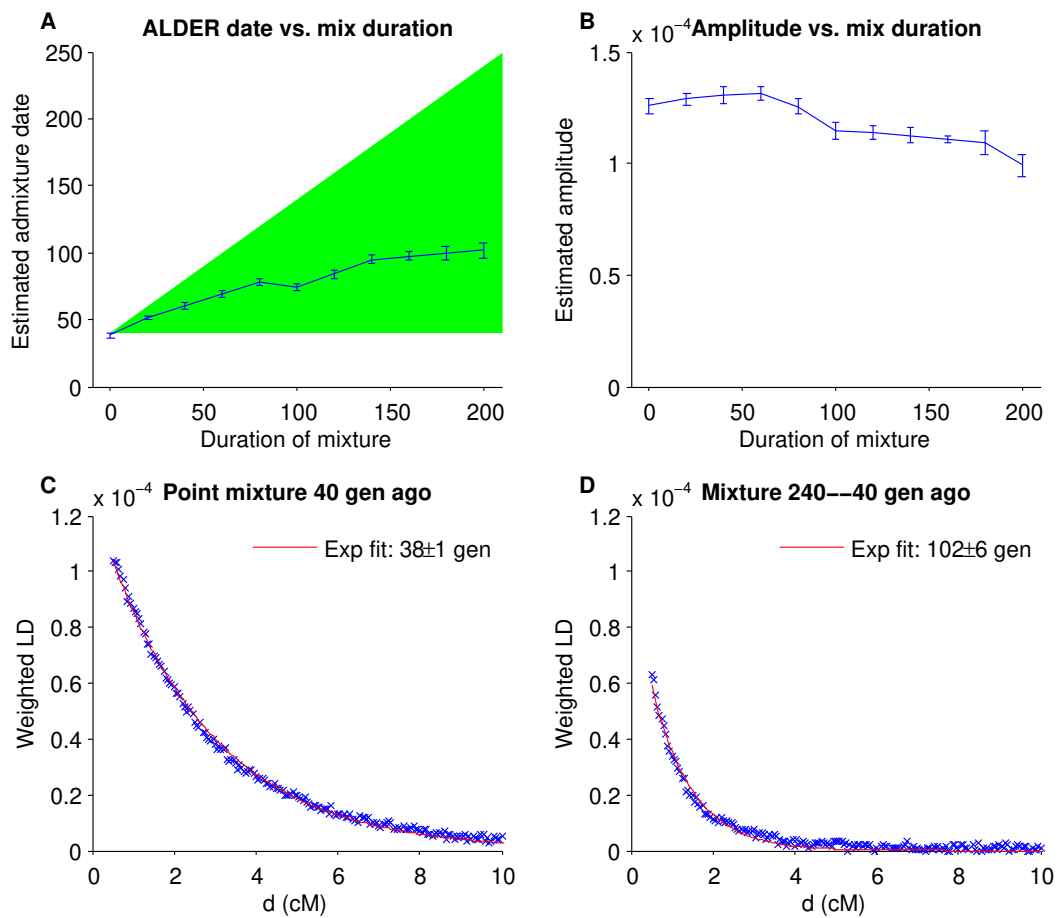 A
ALDER date vs. mix duration
250
200
150
100
50
0
Estimated admixture date
0 50 100 150 200
Duration of mixture
B
x 10⁻⁴
Amplitude vs. mix duration
1.5
1
0.5
0
Estimated amplitude
0 50 100 150 200
Duration of mixture
C
x 10⁻⁴
Point mixture 40 gen ago
1.2
1
0.8
0.6
0.4
0.2
0
Weighted LD
Exp fit: 38±1 gen
0 2 4 6 8 10
d (cM)
D
x 10⁻⁴
Mixture 240−−40 gen ago
1.2
1
0.8
0.6
0.4
0.2
0
Weighted LD
Exp fit: 102±6 gen
0 2 4 6 8 10
d (cM)